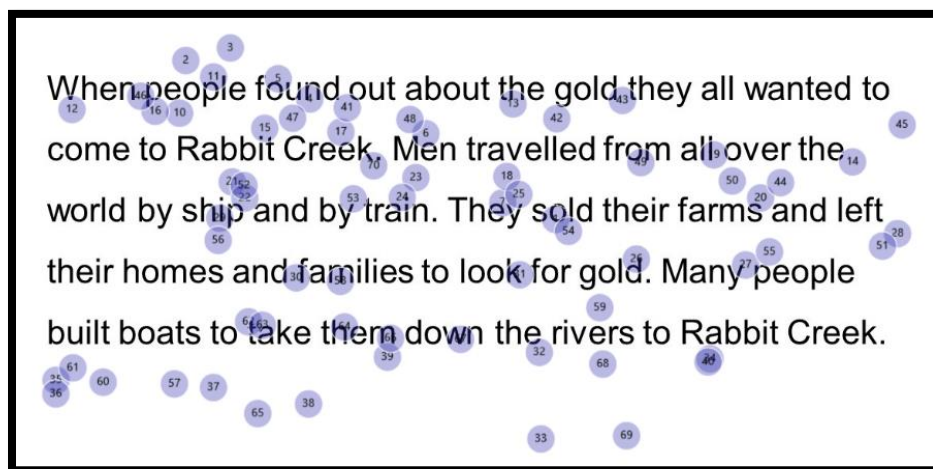 When people found out about the gold they all wanted to
come to Rabbit Creek. Men travelled from all over the
world by ship and by train. They sold their farms and left
their homes and families to look for gold. Many people
built boats to take them down the rivers to Rabbit Creek.